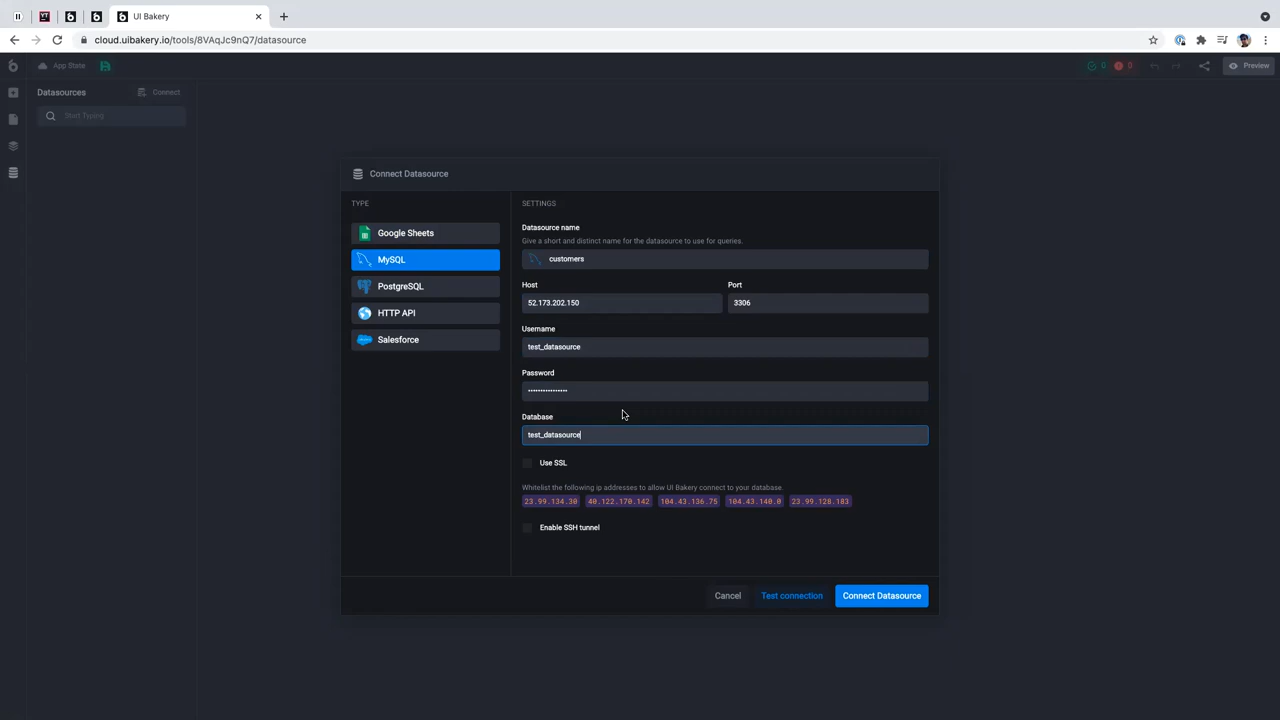 UI Bakery
cloud.uibakery.io/tools/8VAqJc9nQ7/datasource
App State
0
0
Preview
Datasources
Connect
Start Typing
Connect Datasource
TYPE
Google Sheets
MySQL
PostgreSQL
HTTP API
Salesforce
SETTINGS
Datasource name
Give a short and distinct name for the datasource to use for queries.
customers
Host
Port
52.173.202.150
3306
Username
test_datasource
Password
••••••••••••••••
Database
test_datasource
Use SSL
Whitelist the following ip addresses to allow UI Bakery connect to your database.
23.99.134.30 40.122.170.142 104.43.136.75 104.43.140.0 23.99.128.183
Enable SSH tunnel
Cancel
Test connection
Connect Datasource